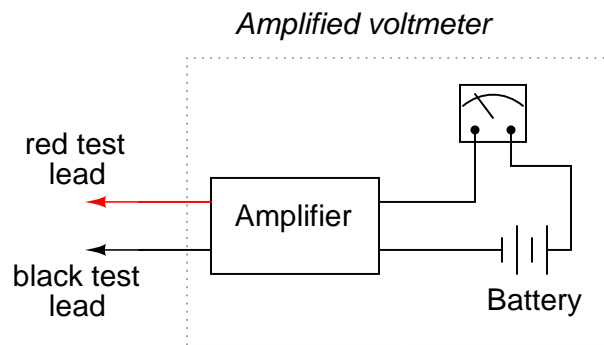 Amplified voltmeter
red test
lead
Amplifier
black test
lead
Battery